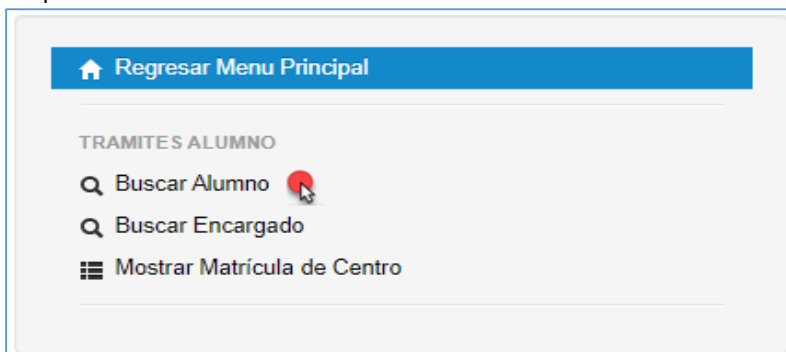 Regresar Menu Principal
TRAMITES ALUMNO
Buscar Alumno
Buscar Encargado
Mostrar Matrícula de Centro